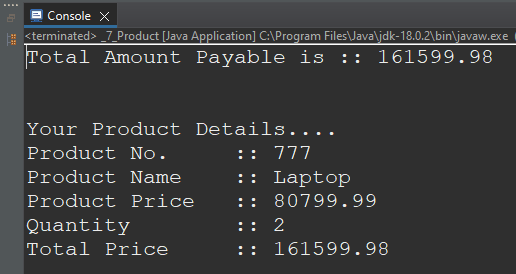 Console
<terminated> _7_Product [Java Application] C:\Program Files\Java\jdk-18.0.2\bin\javaw.exe (
Total Amount Payable is :: 161599.98
Your Product Details....
Product No.     :: 777
Product Name    :: Laptop
Product Price   :: 80799.99
Quantity        :: 2
Total Price     :: 161599.98